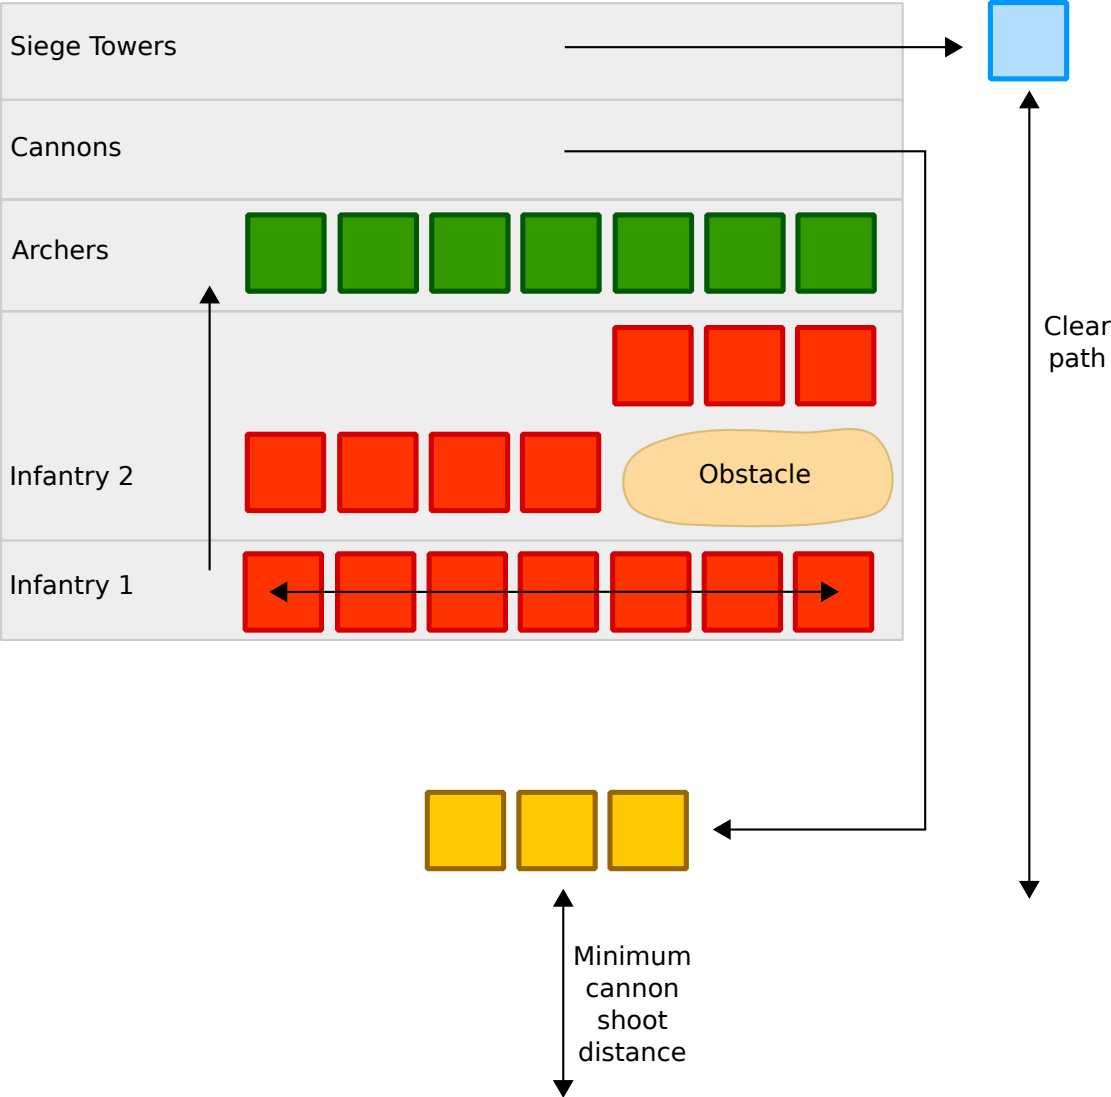 Siege Towers
Cannons
Archers
Clear
path
Infantry 2
Obstacle
Infantry 1
Minimum
cannon
shoot
distance